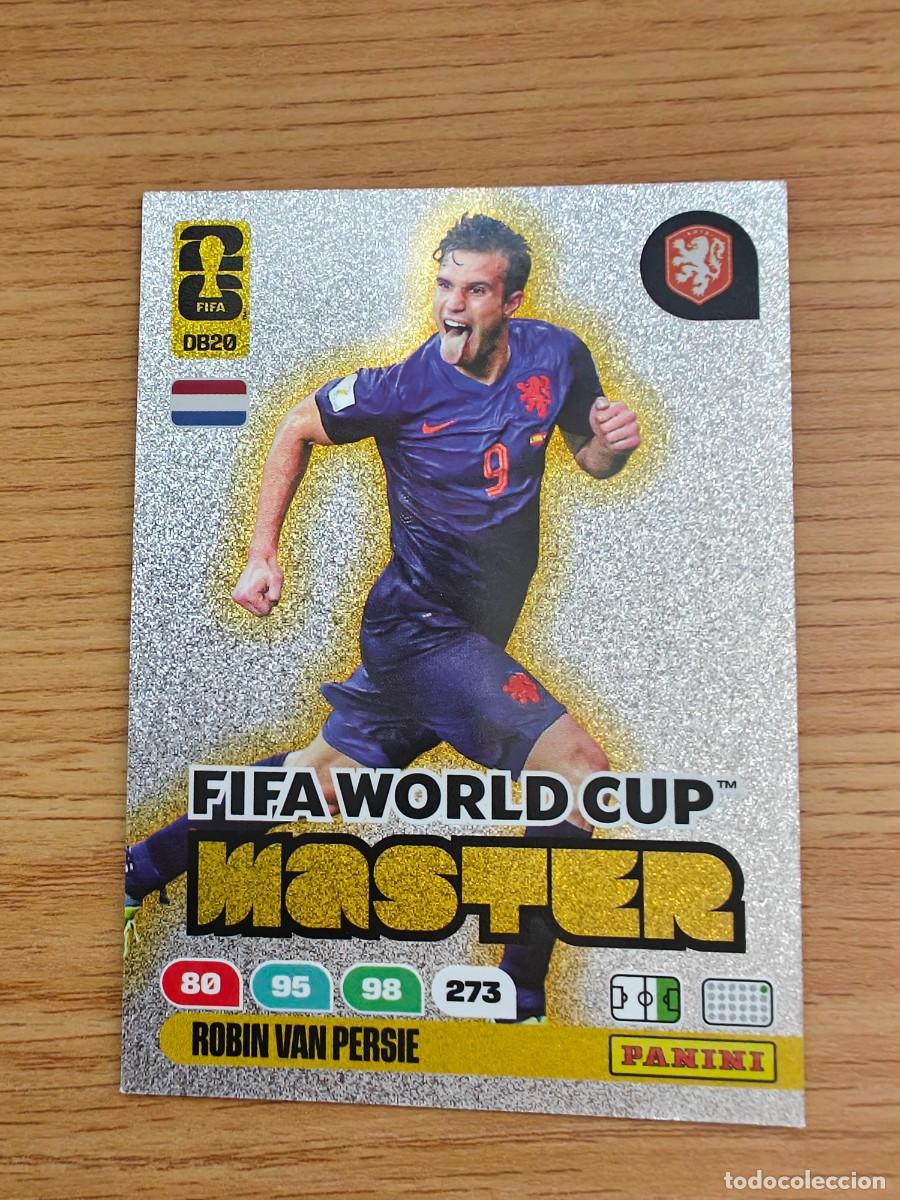 26
FIFA
DB20
9
FIFA WORLD CUP™
MASTER
80 95 98 273
ROBIN VAN PERSIE
PANINI
todocoleccion